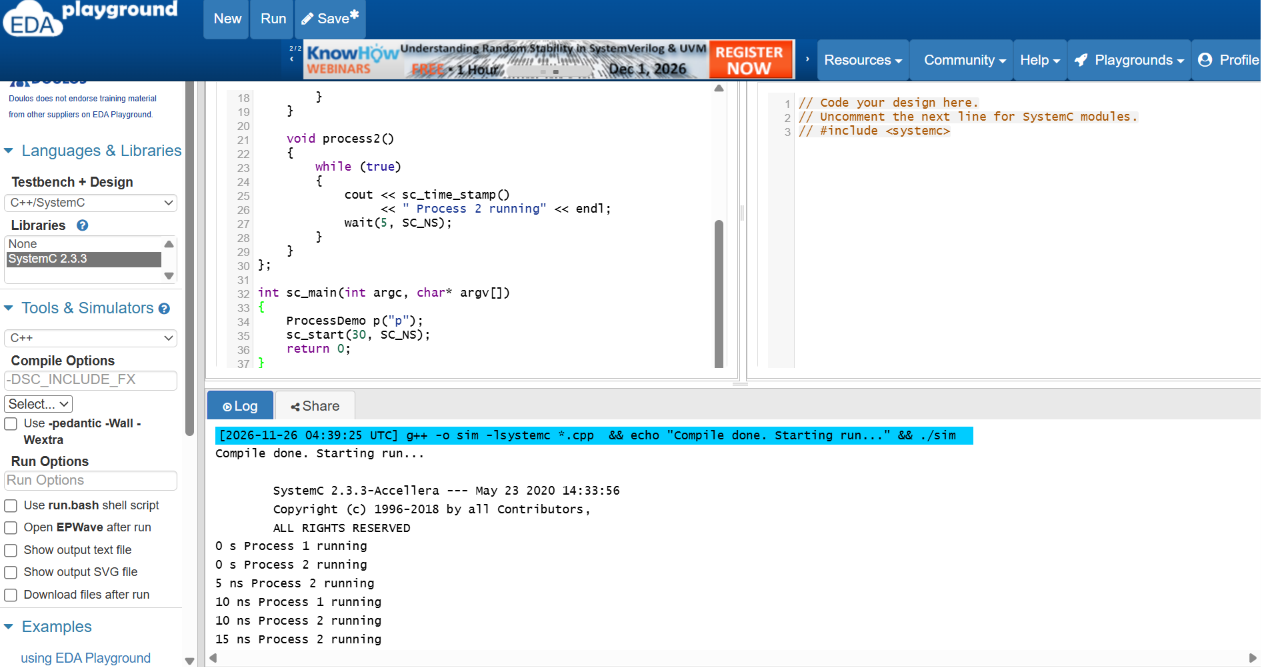 EDA playground
New Run Save*
2/2
KnowHow WEBINARS
Understanding Random Stability in SystemVerilog & UVM
FREE • 1 Hour
Dec 1, 2026
REGISTER NOW
Resources Community Help Playgrounds Profile
DOULOS
Doulos does not endorse training material
from other suppliers on EDA Playground.
Languages & Libraries
Testbench + Design
C++/SystemC
Libraries
None
SystemC 2.3.3
Tools & Simulators
C++
Compile Options
-DSC_INCLUDE_FX
Select...
Use -pedantic -Wall -
Wextra
Run Options
Run Options
Use run.bash shell script
Open EPWave after run
Show output text file
Show output SVG file
Download files after run
Examples
using EDA Playground
18 }
19 }
20
21 void process2()
22 {
23 while (true)
24 {
25 cout << sc_time_stamp()
26 << " Process 2 running" << endl;
27 wait(5, SC_NS);
28 }
29 }
30 };
31
32 int sc_main(int argc, char* argv[])
33 {
34 ProcessDemo p("p");
35 sc_start(30, SC_NS);
36 return 0;
37 }
1 // Code your design here.
2 // Uncomment the next line for SystemC modules.
3 // #include <systemc>
Log Share
[2026-11-26 04:39:25 UTC] g++ -o sim -lsystemc *.cpp && echo "Compile done. Starting run..." && ./sim
Compile done. Starting run...
SystemC 2.3.3-Accellera --- May 23 2020 14:33:56
Copyright (c) 1996-2018 by all Contributors,
ALL RIGHTS RESERVED
0 s Process 1 running
0 s Process 2 running
5 ns Process 2 running
10 ns Process 1 running
10 ns Process 2 running
15 ns Process 2 running